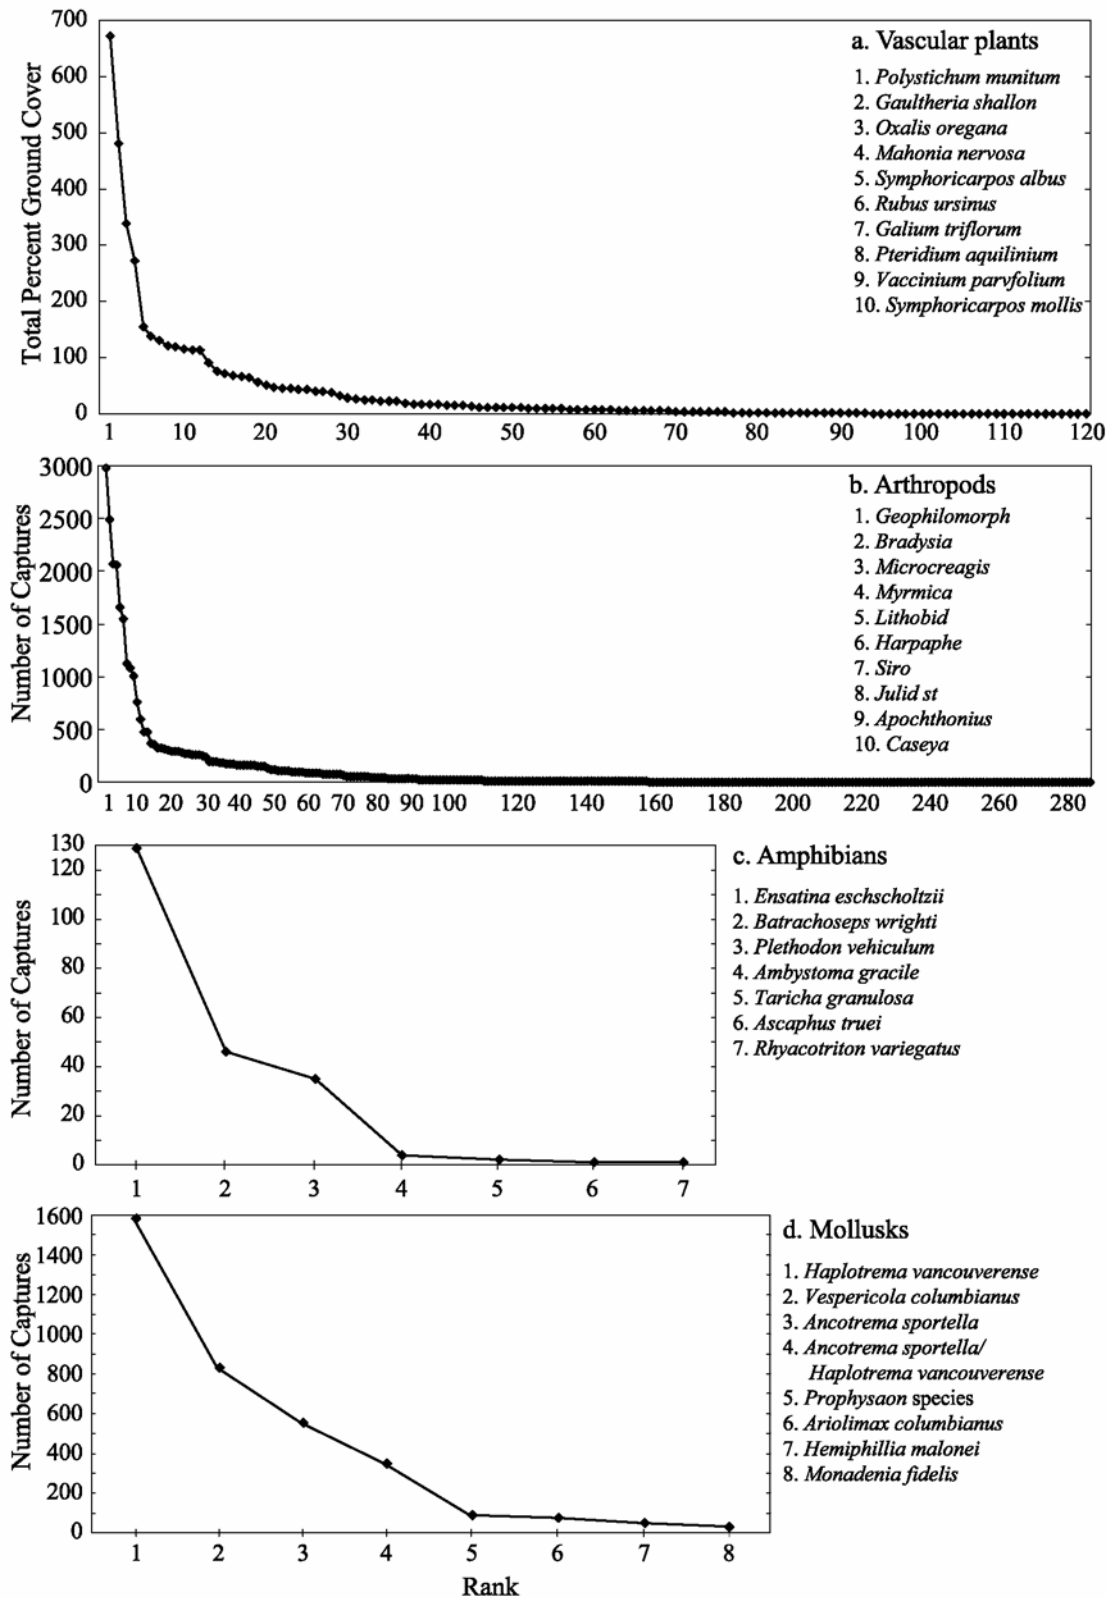 700
600
500
400
300
200
100
0
Total Percent Ground Cover
a. Vascular plants
1. Polystichum munitum
2. Gaultheria shallon
3. Oxalis oregana
4. Mahonia nervosa
5. Symphoricarpos albus
6. Rubus ursinus
7. Galium triflorum
8. Pteridium aquilinium
9. Vaccinium parvfolium
10. Symphoricarpos mollis
1 10 20 30 40 50 60 70 80 90 100 110 120
3000
2500
2000
1500
1000
500
0
Number of Captures
b. Arthropods
1. Geophilomorph
2. Bradysia
3. Microcreagis
4. Myrmica
5. Lithobid
6. Harpaphe
7. Siro
8. Julid st
9. Apochthonius
10. Caseya
1 10 20 30 40 50 60 70 80 90 100 120 140 160 180 200 220 240 260 280
130
120
100
80
60
40
20
0
Number of Captures
c. Amphibians
1. Ensatina eschscholtzii
2. Batrachoseps wrighti
3. Plethodon vehiculum
4. Ambystoma gracile
5. Taricha granulosa
6. Ascaphus truei
7. Rhyacotriton variegatus
1 2 3 4 5 6 7
1600
1400
1200
1000
800
600
400
200
0
Number of Captures
d. Mollusks
1. Haplotrema vancouverense
2. Vespericola columbianus
3. Ancotrema sportella
4. Ancotrema sportella/
Haplotrema vancouverense
5. Prophysaon species
6. Ariolimax columbianus
7. Hemiphillia malonei
8. Monadenia fidelis
1 2 3 4 5 6 7 8
Rank